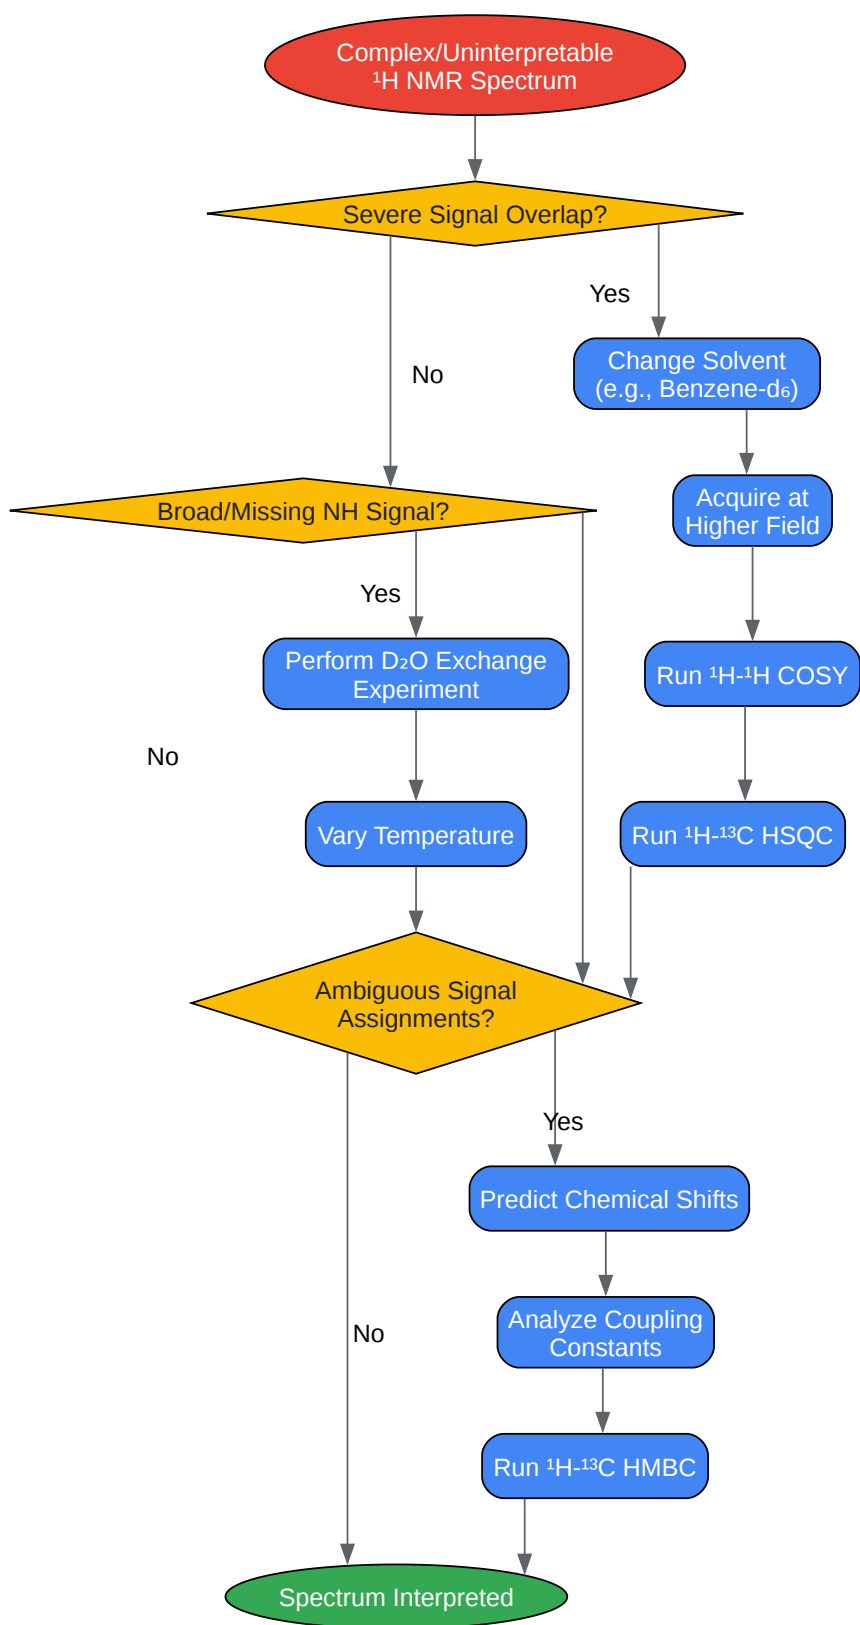 Complex/Uninterpretable
¹H NMR Spectrum
Severe Signal Overlap?
Yes
No
Change Solvent
(e.g., Benzene-d₆)
Broad/Missing NH Signal?
Acquire at
Higher Field
Yes
Perform D₂O Exchange
Experiment
Run ¹H-¹H COSY
No
Vary Temperature
Run ¹H-¹³C HSQC
Ambiguous Signal
Assignments?
Yes
Predict Chemical Shifts
No
Analyze Coupling
Constants
Run ¹H-¹³C HMBC
Spectrum Interpreted